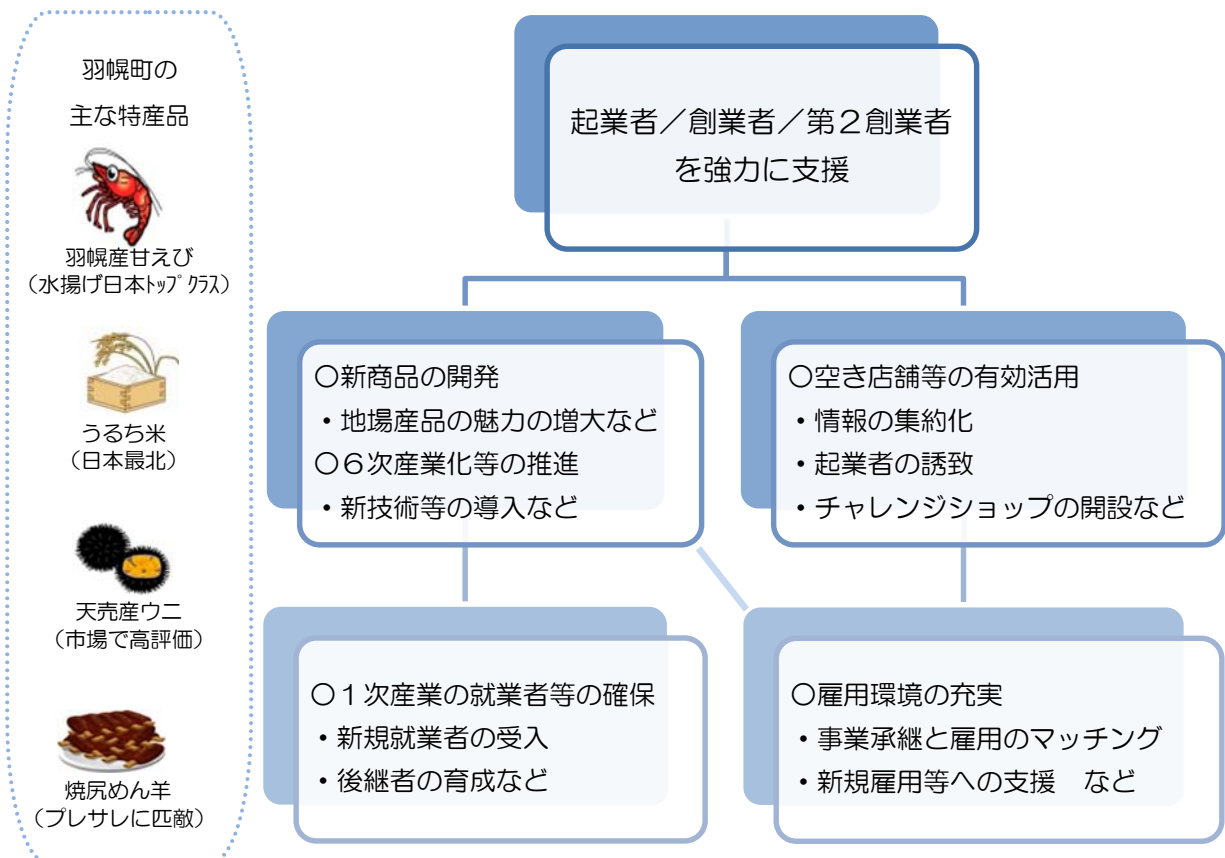 羽幌町の
主な特産品
羽幌産甘えび
（水揚げ日本ﾄｯﾌﾟｸﾗｽ）
うるち米
（日本最北）
天売産ウニ
（市場で高評価）
焼尻めん羊
（プレサレに匹敵）
起業者／創業者／第２創業者
を強力に支援
〇新商品の開発
・地場産品の魅力の増大など
〇６次産業化等の推進
・新技術等の導入など
〇空き店舗等の有効活用
・情報の集約化
・起業者の誘致
・チャレンジショップの開設など
〇１次産業の就業者等の確保
・新規就業者の受入
・後継者の育成など
〇雇用環境の充実
・事業承継と雇用のマッチング
・新規雇用等への支援　など